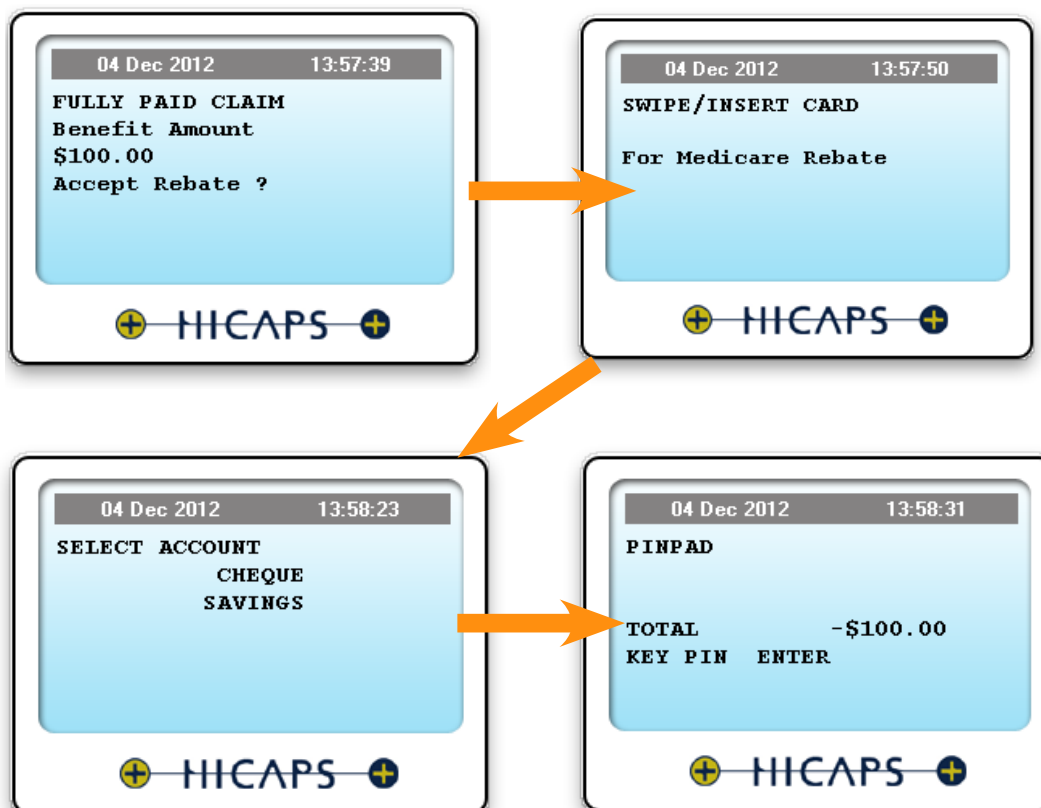 04 Dec 2012 13:57:39
FULLY PAID CLAIM
Benefit Amount
$100.00
Accept Rebate ?
HICAPS
04 Dec 2012 13:57:50
SWIPE/INSERT CARD
For Medicare Rebate
HICAPS
04 Dec 2012 13:58:23
SELECT ACCOUNT
CHEQUE
SAVINGS
HICAPS
04 Dec 2012 13:58:31
PINPAD
TOTAL -$100.00
KEY PIN ENTER
HICAPS